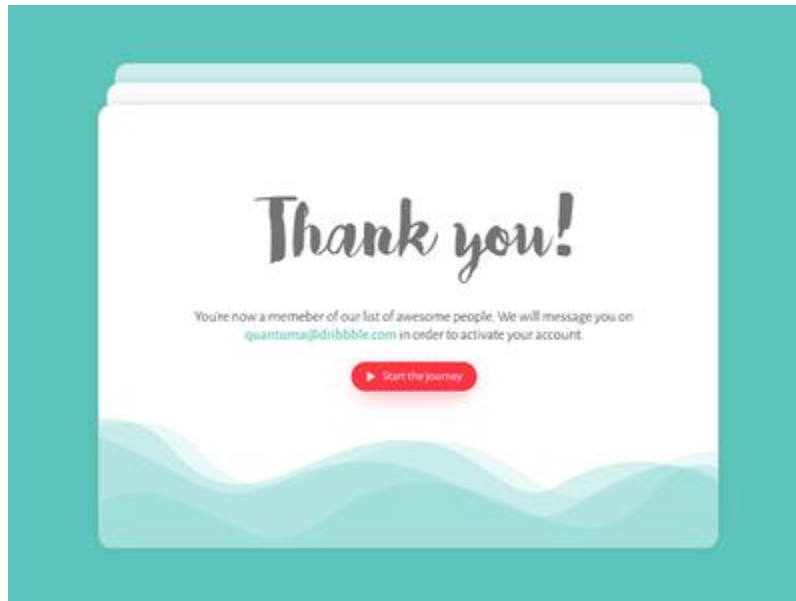 Thank you!
You're now a memeber of our list of awesome people. We will message you on
quantuma@dribbble.com in order to activate your account.
Start the journey